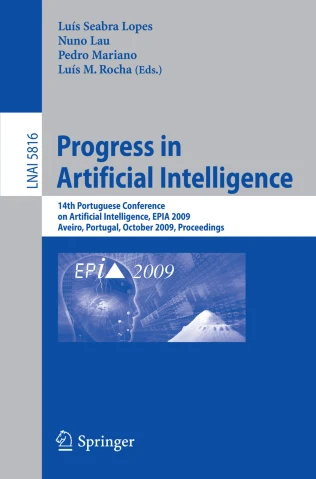 Luís Seabra Lopes
Nuno Lau
Pedro Mariano
Luís M. Rocha (Eds.)
LNAI 5816
Progress in
Artificial Intelligence
14th Portuguese Conference
on Artificial Intelligence, EPIA 2009
Aveiro, Portugal, October 2009, Proceedings
EPiA 2009
Springer